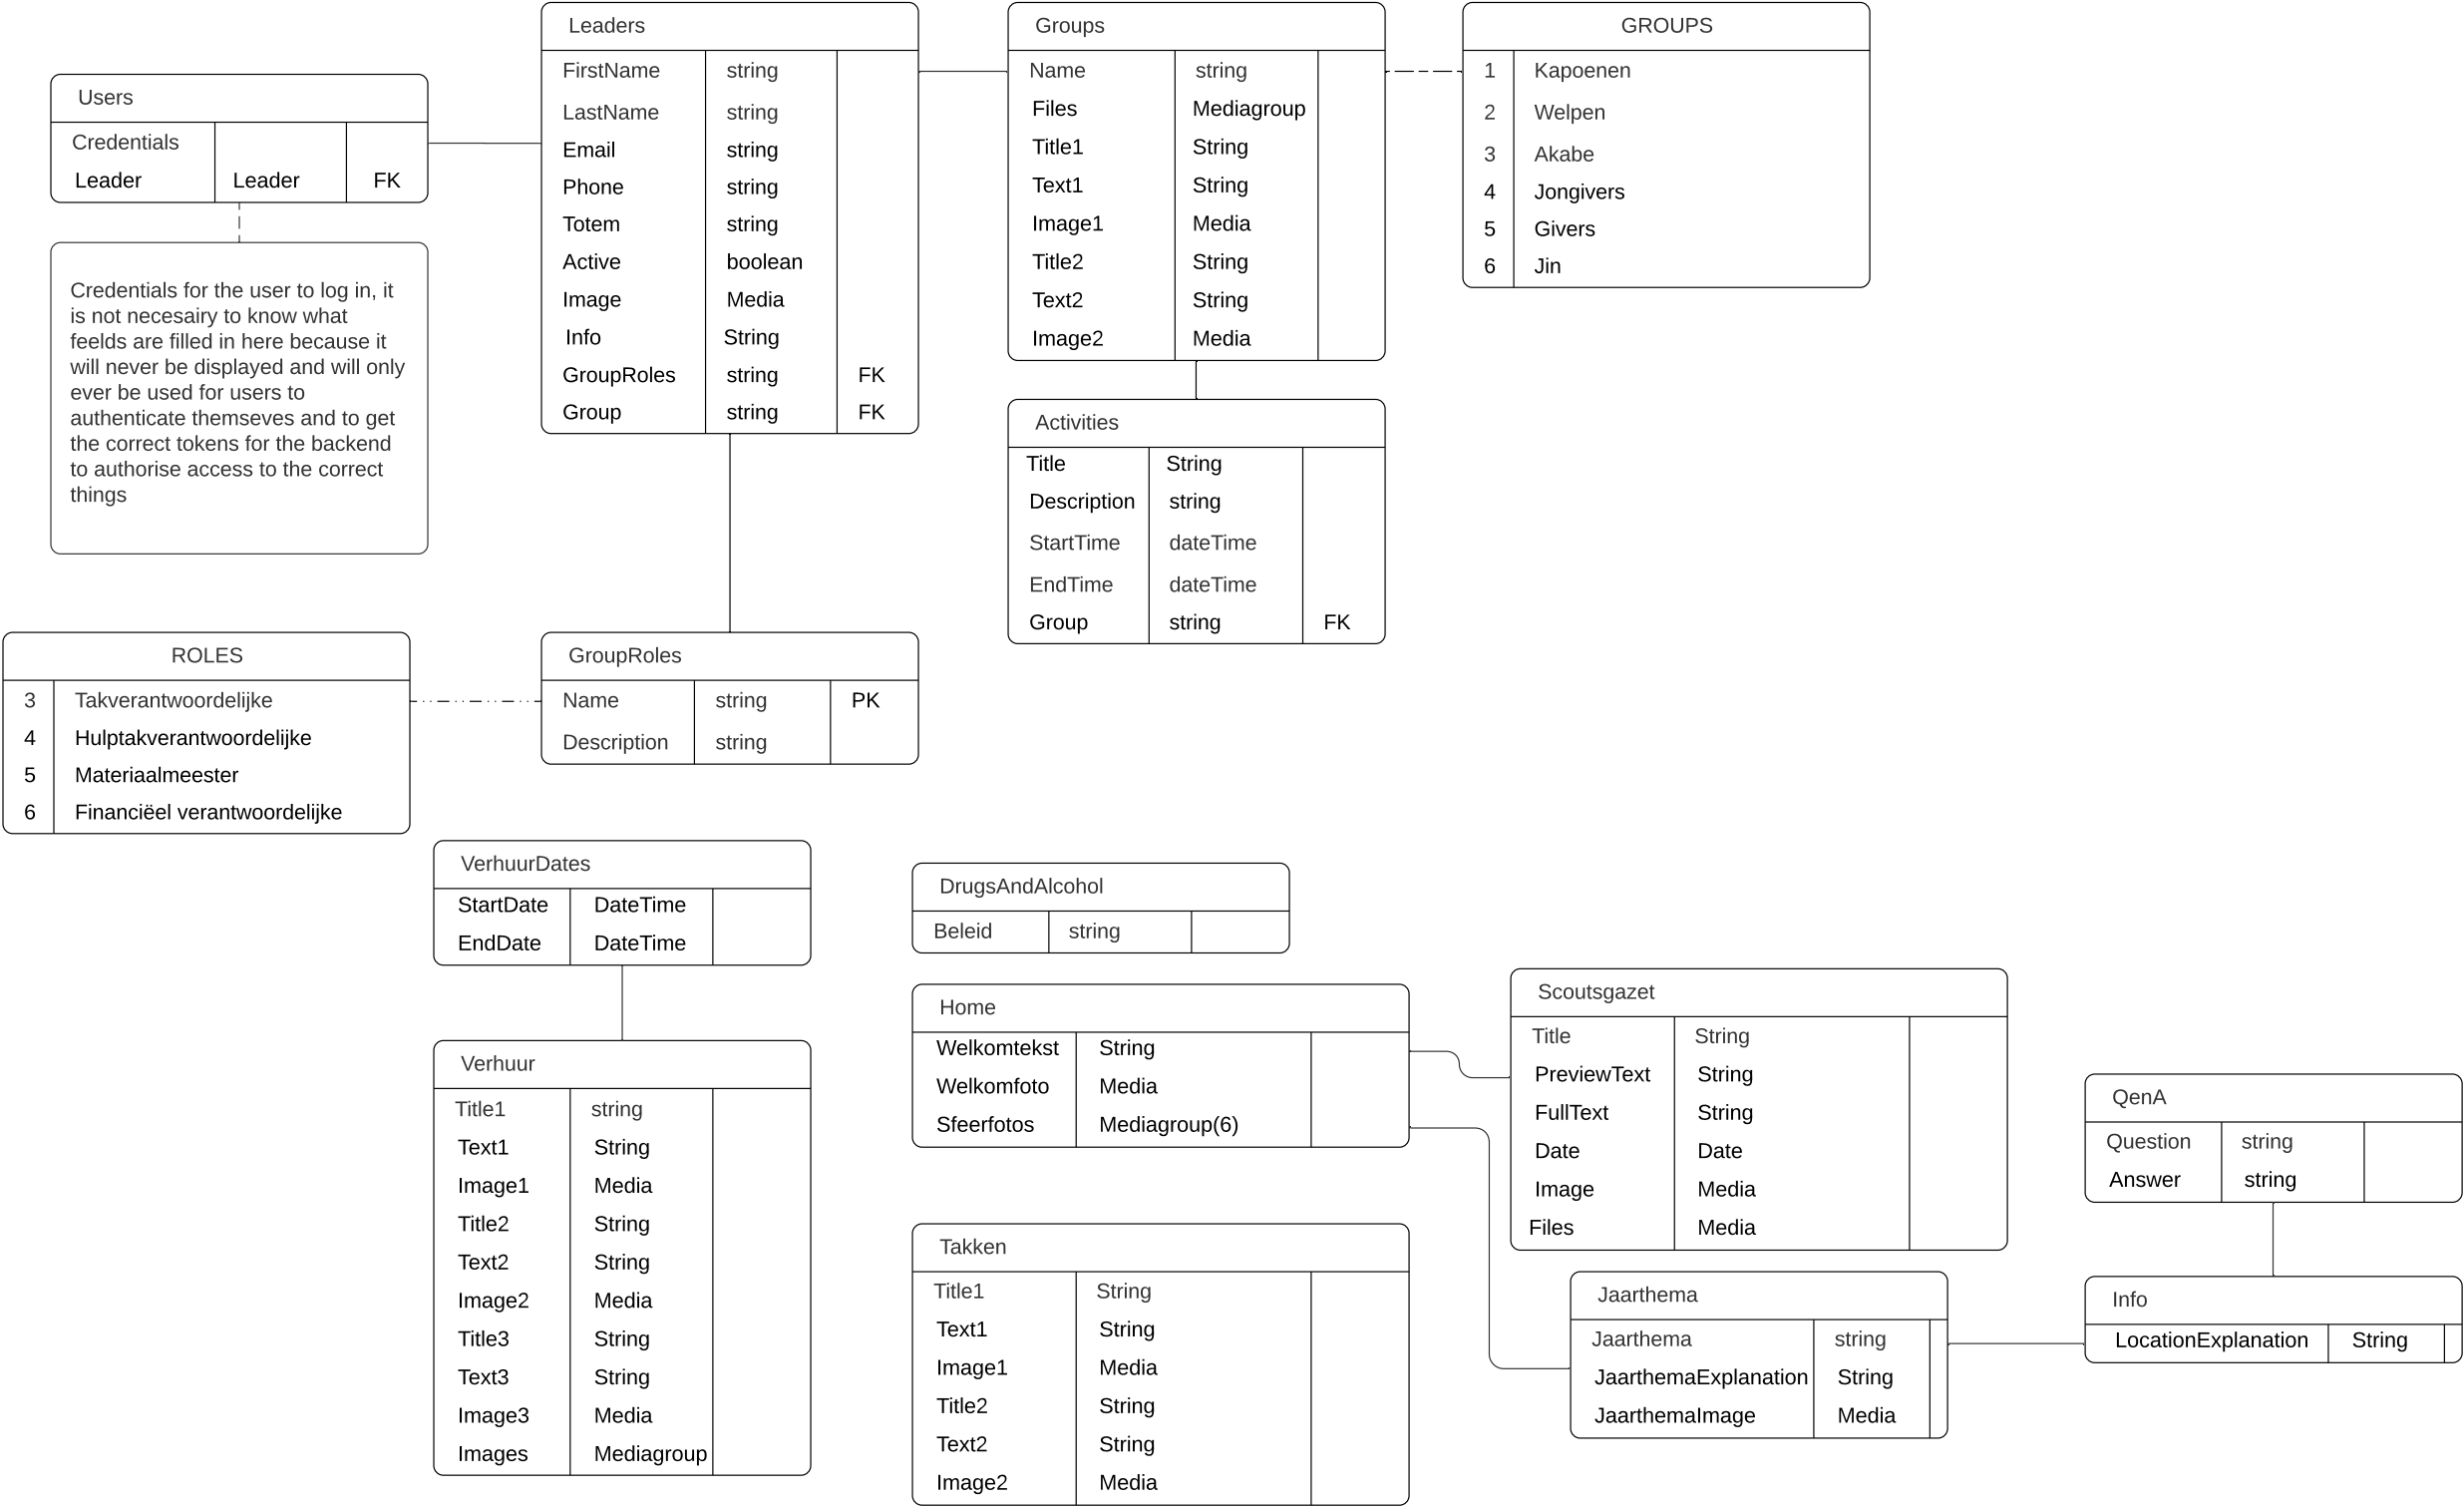 Users
Credentials
Leader Leader FK
Credentials for the user to log in, it
is not necesairy to know what
feelds are filled in here because it
will never be displayed and will only
ever be used for users to
authenticate themseves and to get
the correct tokens for the backend
to authorise access to the correct
things
Leaders
FirstName string
LastName string
Email string
Phone string
Totem string
Active boolean
Image Media
Info String
GroupRoles string FK
Group string FK
Groups
Name string
Files Mediagroup
Title1 String
Text1 String
Image1 Media
Title2 String
Text2 String
Image2 Media
GROUPS
1 Kapoenen
2 Welpen
3 Akabe
4 Jongivers
5 Givers
6 Jin
Activities
Title String
Description string
StartTime dateTime
EndTime dateTime
Group string FK
ROLES
3 Takverantwoordelijke
4 Hulptakverantwoordelijke
5 Materiaalmeester
6 Financiëel verantwoordelijke
GroupRoles
Name string PK
Description string
VerhuurDates
StartDate DateTime
EndDate DateTime
Verhuur
Title1 string
Text1 String
Image1 Media
Title2 String
Text2 String
Image2 Media
Title3 String
Text3 String
Image3 Media
Images Mediagroup
DrugsAndAlcohol
Beleid string
Home
Welkomtekst String
Welkomfoto Media
Sfeerfotos Mediagroup(6)
Takken
Title1 String
Text1 String
Image1 Media
Title2 String
Text2 String
Image2 Media
Scoutsgazet
Title String
PreviewText String
FullText String
Date Date
Image Media
Files Media
Jaarthema
Jaarthema string
JaarthemaExplanation String
JaarthemaImage Media
QenA
Question string
Answer string
Info
LocationExplanation String